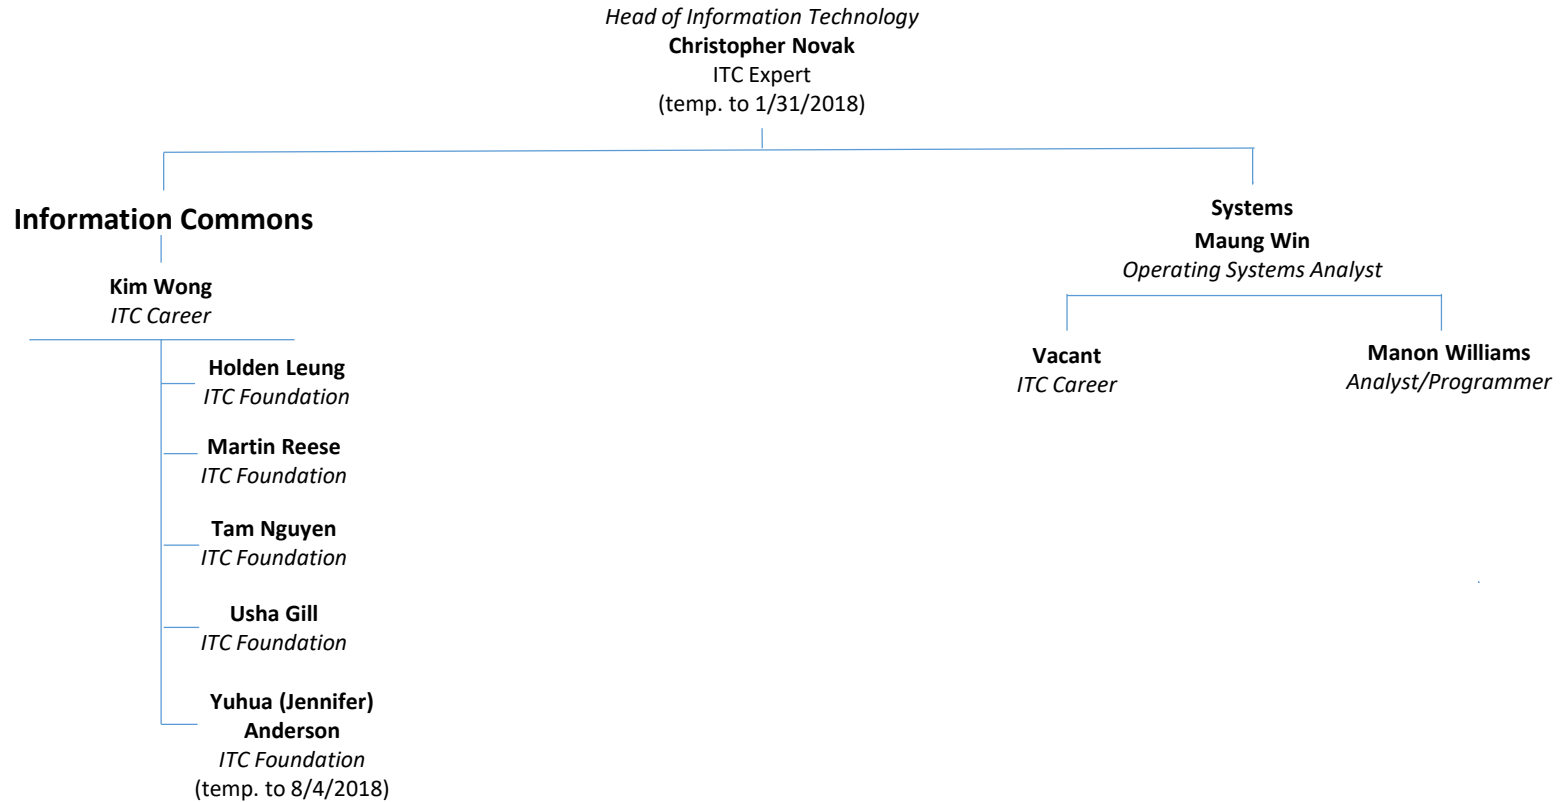 Head of Information Technology
Christopher Novak
ITC Expert
(temp. to 1/31/2018)
Information Commons
Kim Wong
ITC Career
Holden Leung
ITC Foundation
Martin Reese
ITC Foundation
Tam Nguyen
ITC Foundation
Usha Gill
ITC Foundation
Yuhua (Jennifer)
Anderson
ITC Foundation
(temp. to 8/4/2018)
Systems
Maung Win
Operating Systems Analyst
Vacant
ITC Career
Manon Williams
Analyst/Programmer